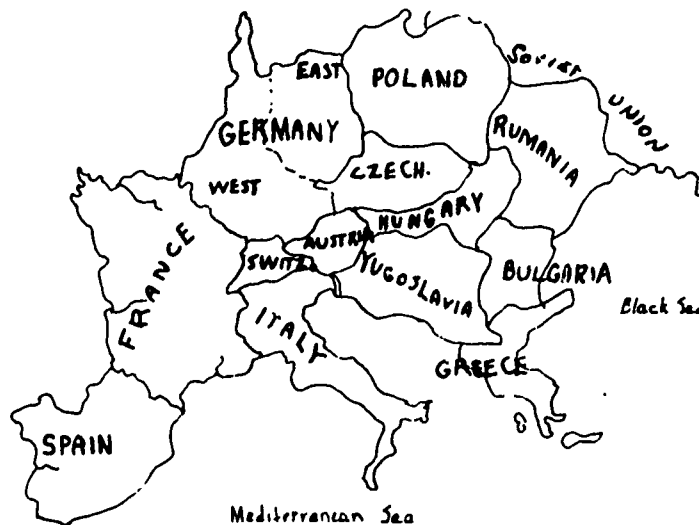 SOVIET
UNION
EAST
POLAND
GERMANY
RUMANIA
WEST
CZECH.
HUNGARY
AUSTRIA
SWITZ.
YUGOSLAVIA
BULGARIA
FRANCE
ITALY
Black Sea
GREECE
SPAIN
Mediterranean Sea